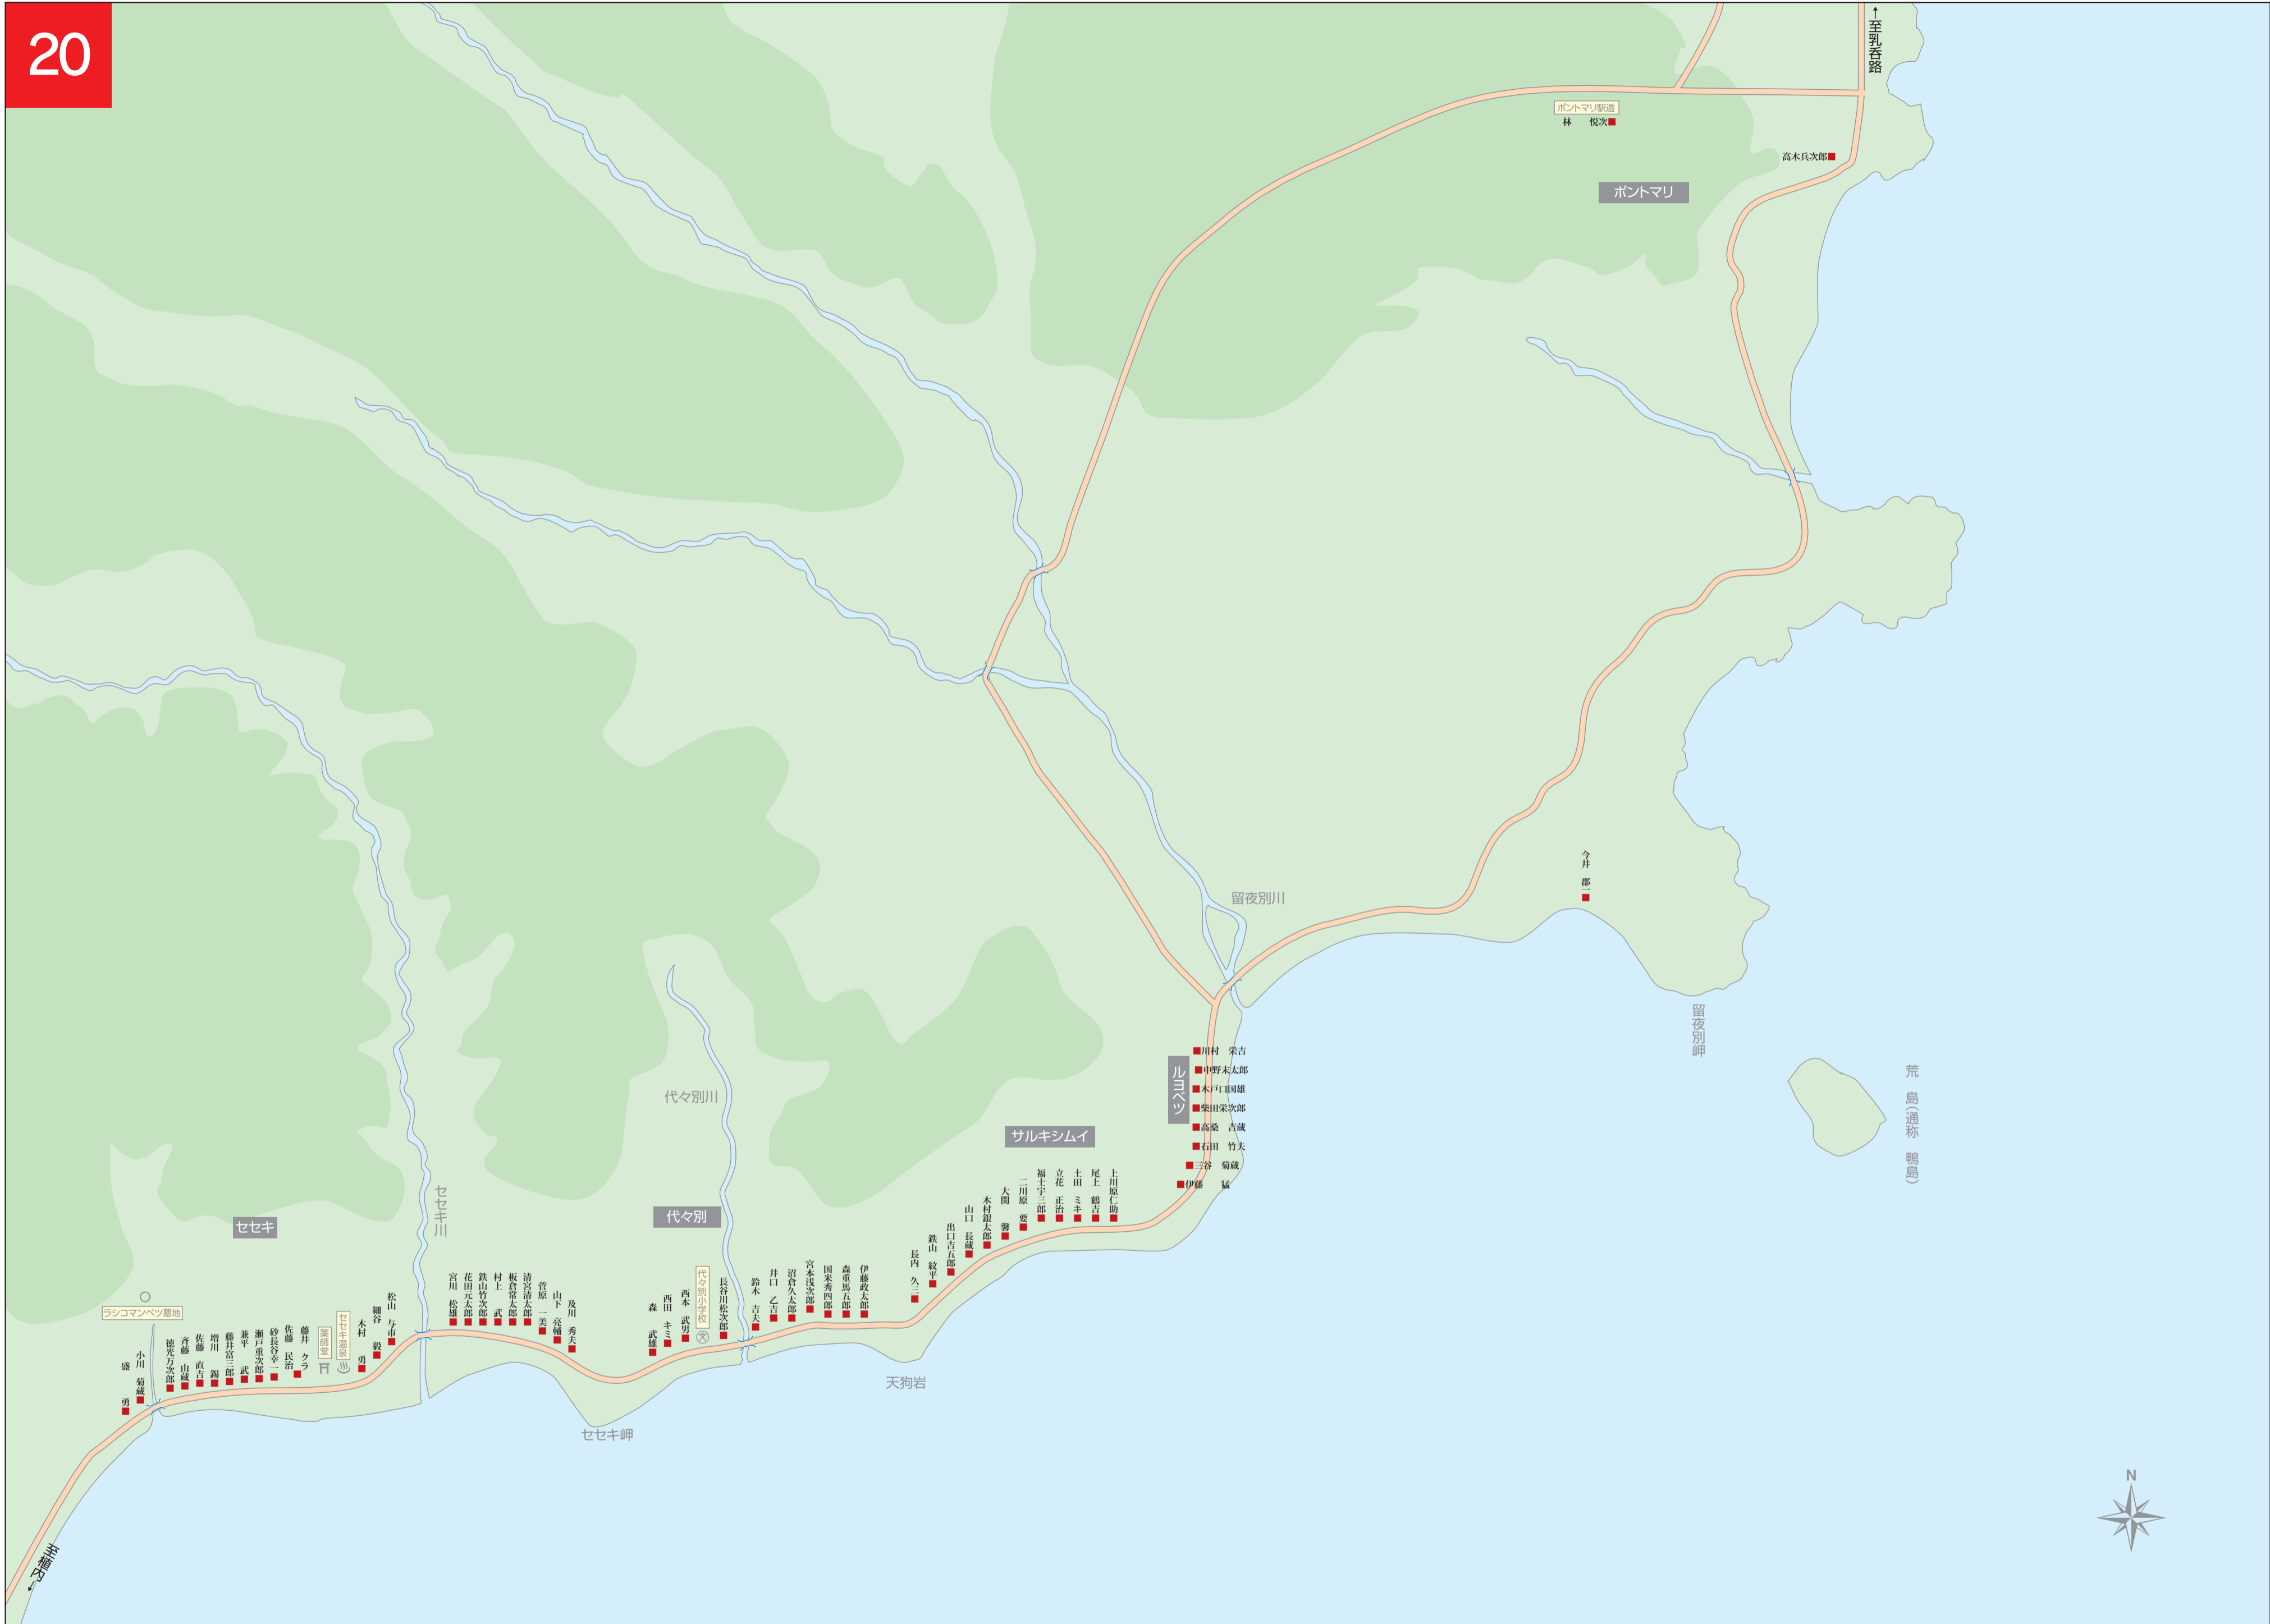 20
←至乳呑路
ポントマリ駅逓
林　悦次
高木兵次郎
ポントマリ
今井　郡一
留夜別川
留夜別岬
荒　島(通称　鴨島)
ルヨベツ
川村　栄吉
中野末太郎
木戸口国雄
柴田栄次郎
高桑　吉蔵
石田　竹夫
三谷　菊蔵
伊藤　猛
サルキシムイ
上川原仁助
尾上　鶴吉
土田　ミキ
立花　正治
福士宇三郎
二川原　要
大関　馨
木村銀太郎
山口　長蔵
出口吉五郎
鉄山　紋平
長内　久三
天狗岩
代々別川
代々別
伊藤政太郎
森重馬五郎
国米秀四郎
宮本浅次郎
沼倉久太郎
井口　乙吉
鈴木　吉夫
長谷川松次郎
代々別小学校
文
西本　武男
西田　キミ
森　武雄
セセキ岬
及川　秀夫
山下　亮輔
菅原　一美
清宮清太郎
板倉常太郎
村上　武
鉄山竹次郎
花田元太郎
宮川　松雄
セセキ川
セセキ
松山　与市
細谷　毅
木村　勇
セセキ温泉
薬師堂
藤井　クラ
佐藤　民治
砂長谷幸一
瀬戸重次郎
兼平　武
藤井富三郎
増川　錫
佐藤　直吉
斉藤　由蔵
徳光万次郎
ラシコマンベツ墓地
小川　菊蔵
盛　勇
至植内→
N